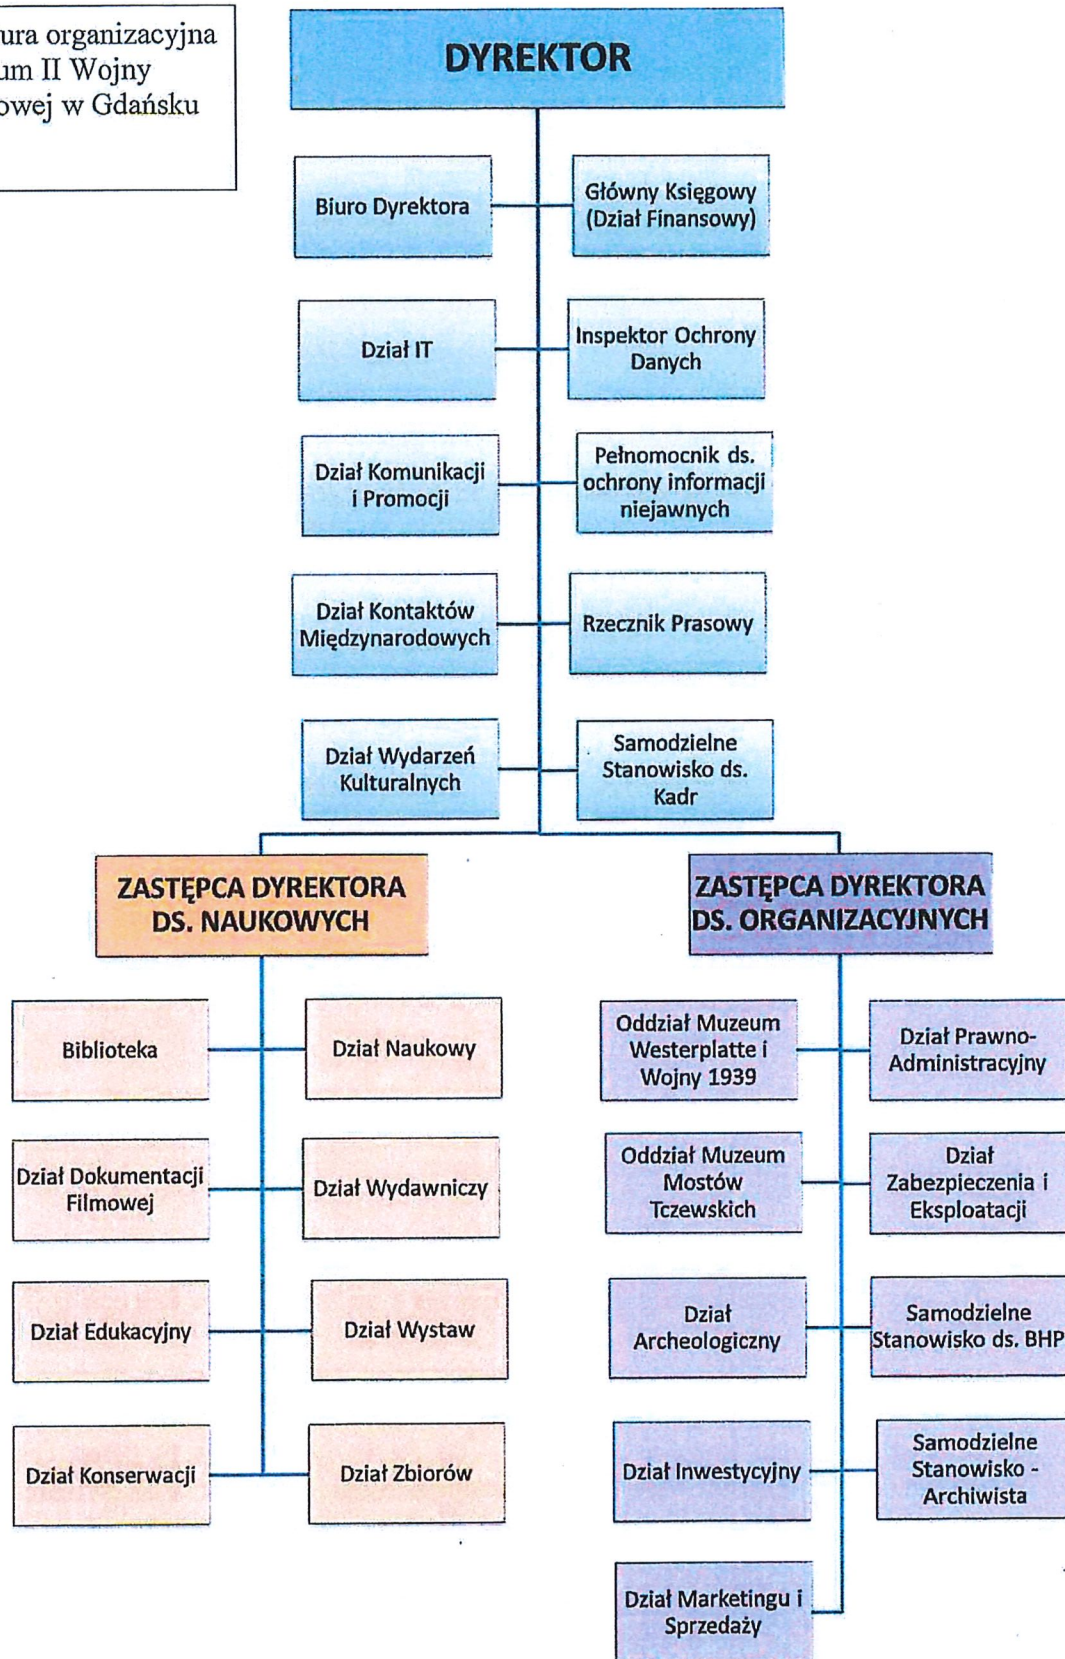 ura organizacyjna
um II Wojny
owej w Gdańsku
DYREKTOR
Biuro Dyrektora
Główny Księgowy
(Dział Finansowy)
Dział IT
Inspektor Ochrony
Danych
Dział Komunikacji
i Promocji
Pełnomocnik ds.
ochrony informacji
niejawnych
Dział Kontaktów
Międzynarodowych
Rzecznik Prasowy
Dział Wydarzeń
Kulturalnych
Samodzielne
Stanowisko ds.
Kadr
ZASTĘPCA DYREKTORA
DS. NAUKOWYCH
ZASTĘPCA DYREKTORA
DS. ORGANIZACYJNYCH
Biblioteka
Dział Naukowy
Dział Dokumentacji
Filmowej
Dział Wydawniczy
Dział Edukacyjny
Dział Wystaw
Dział Konserwacji
Dział Zbiorów
Oddział Muzeum
Westerplatte i
Wojny 1939
Dział Prawno-
Administracyjny
Oddział Muzeum
Mostów
Tczewskich
Dział
Zabezpieczenia i
Eksploatacji
Dział
Archeologiczny
Samodzielne
Stanowisko ds. BHP
Dział Inwestycyjny
Samodzielne
Stanowisko -
Archiwista
Dział Marketingu i
Sprzedaży